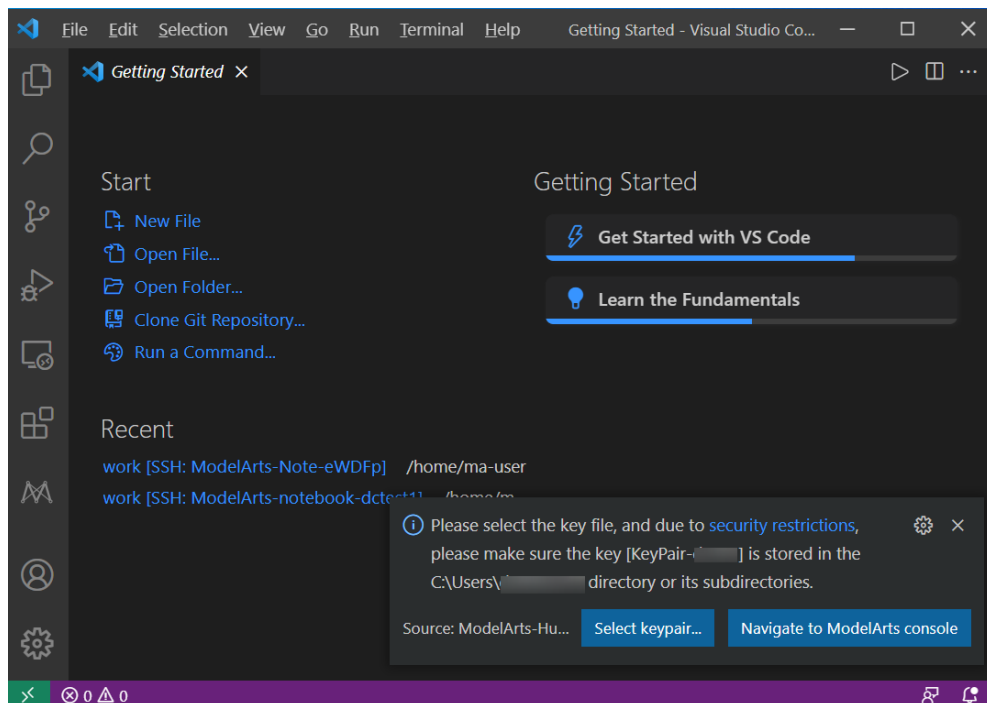 File Edit Selection View Go Run Terminal Help Getting Started - Visual Studio Co...
Getting Started
Start
New File
Open File...
Open Folder...
Clone Git Repository...
Run a Command...
Getting Started
Get Started with VS Code
Learn the Fundamentals
Recent
work [SSH: ModelArts-Note-eWDFp] /home/ma-user
work [SSH: ModelArts-notebook-dctest1] /home/m
Please select the key file, and due to security restrictions,
please make sure the key [KeyPair- ] is stored in the
C:\Users\ directory or its subdirectories.
Source: ModelArts-Hu... Select keypair... Navigate to ModelArts console
0 0